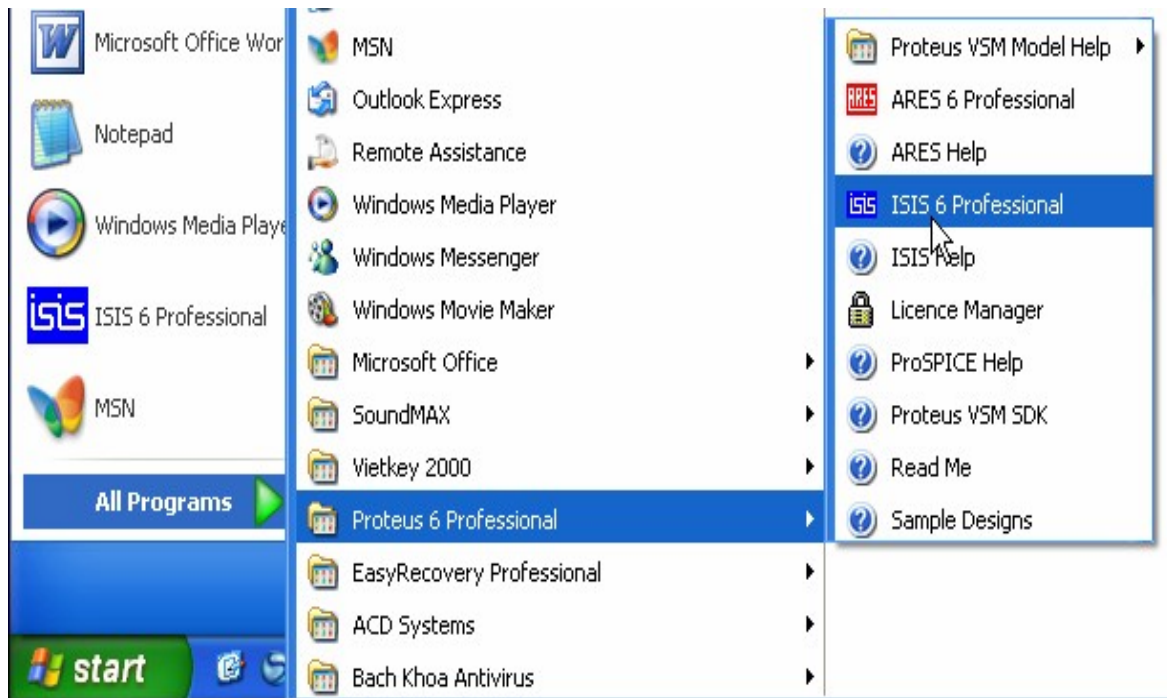 Microsoft Office Wor
Notepad
Windows Media Playe
isis ISIS 6 Professional
MSN
All Programs
start
MSN
Outlook Express
Remote Assistance
Windows Media Player
Windows Messenger
Windows Movie Maker
Microsoft Office
SoundMAX
Vietkey 2000
Proteus 6 Professional
EasyRecovery Professional
ACD Systems
Bach Khoa Antivirus
Proteus VSM Model Help
ARES ARES 6 Professional
ARES Help
isis ISIS 6 Professional
ISIS Help
Licence Manager
ProSPICE Help
Proteus VSM SDK
Read Me
Sample Designs